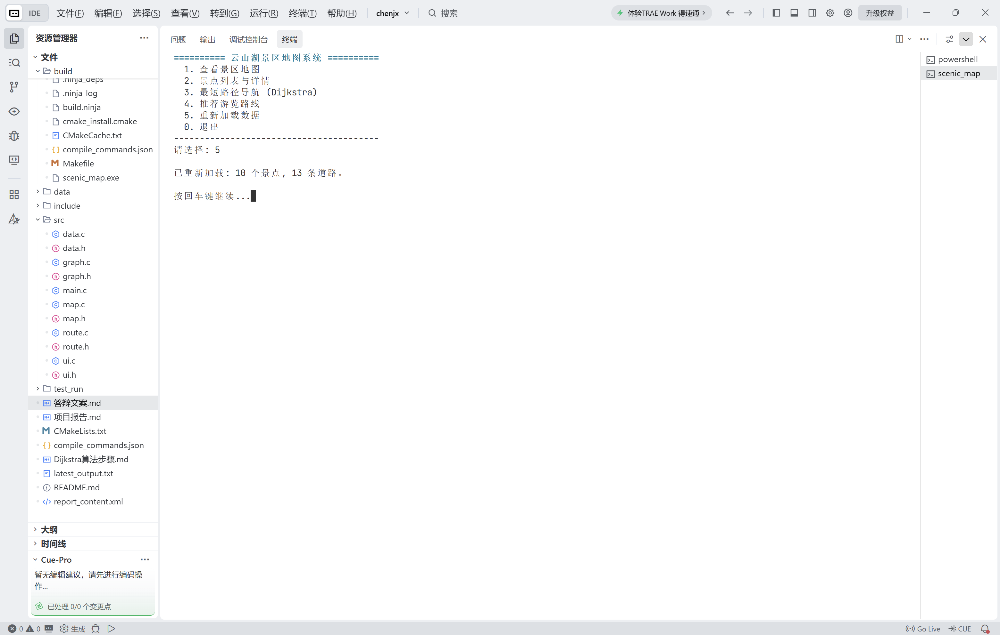 IDE 文件(F) 编辑(E) 选择(S) 查看(V) 转到(G) 运行(R) 终端(T) 帮助(H) chenjx 搜索 体验TRAE Work 得速通 升级权益
资源管理器
文件
build
.ninja_deps
.ninja_log
build.ninja
cmake_install.cmake
CMakeCache.txt
compile_commands.json
Makefile
scenic_map.exe
data
include
src
data.c
data.h
graph.c
graph.h
main.c
map.c
map.h
route.c
route.h
ui.c
ui.h
test_run
答辩文案.md
项目报告.md
CMakeLists.txt
compile_commands.json
Dijkstra算法步骤.md
latest_output.txt
README.md
report_content.xml
大纲
时间线
Cue-Pro
暂无编辑建议，请先进行编码操
作...
已处理 0/0 个变更点
问题 输出 调试控制台 终端
========== 云山湖景区地图系统 ==========
1. 查看景区地图
2. 景点列表与详情
3. 最短路径导航 (Dijkstra)
4. 推荐游览路线
5. 重新加载数据
0. 退出
----------------------------------------
请选择: 5
已重新加载: 10 个景点, 13 条道路。
按回车键继续...
powershell
scenic_map
0 0 生成 Go Live CUE